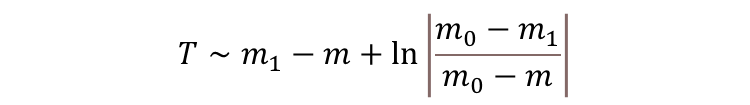 T ~ m₁ − m + ln |(m₀ − m₁)/(m₀ − m)|